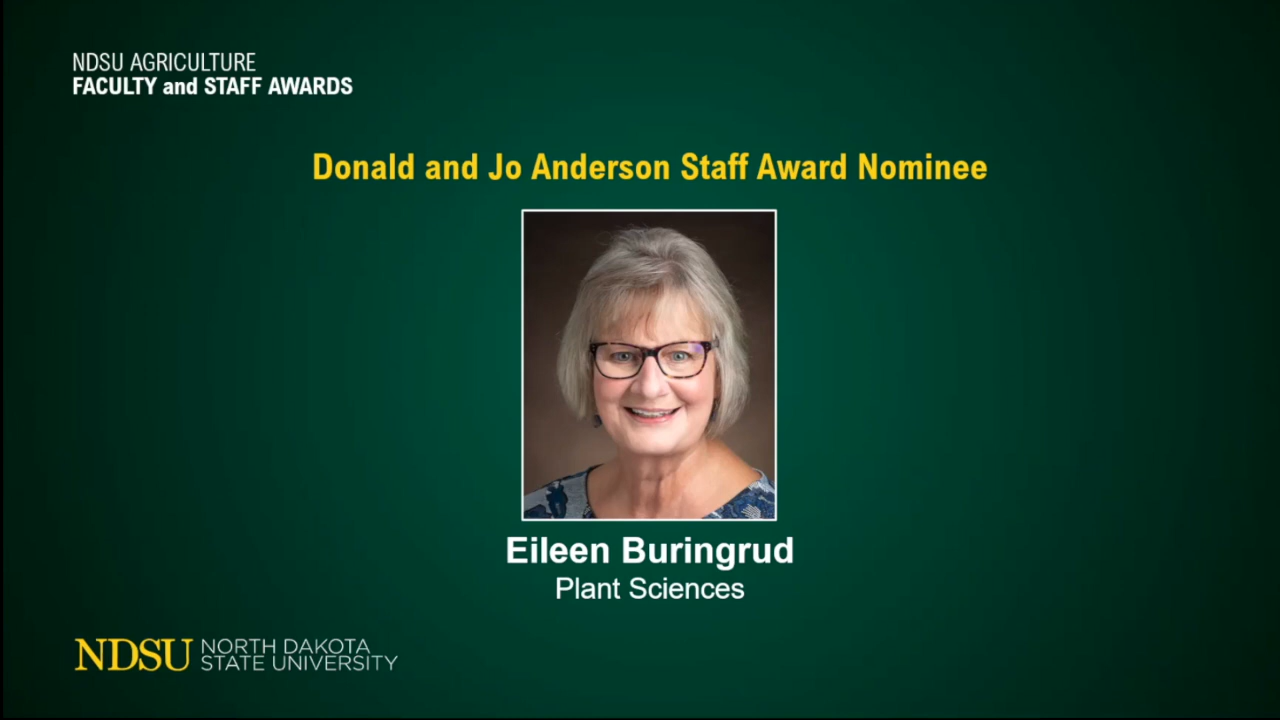 NDSU AGRICULTURE
FACULTY and STAFF AWARDS
Donald and Jo Anderson Staff Award Nominee
Eileen Buringrud
Plant Sciences
NDSU NORTH DAKOTA
STATE UNIVERSITY